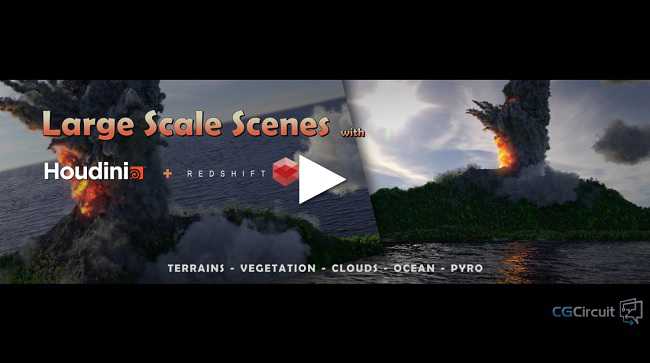 Large Scale Scenes with
Houdini + REDSHIFT
TERRAINS - VEGETATION - CLOUDS - OCEAN - PYRO
CGCircuit